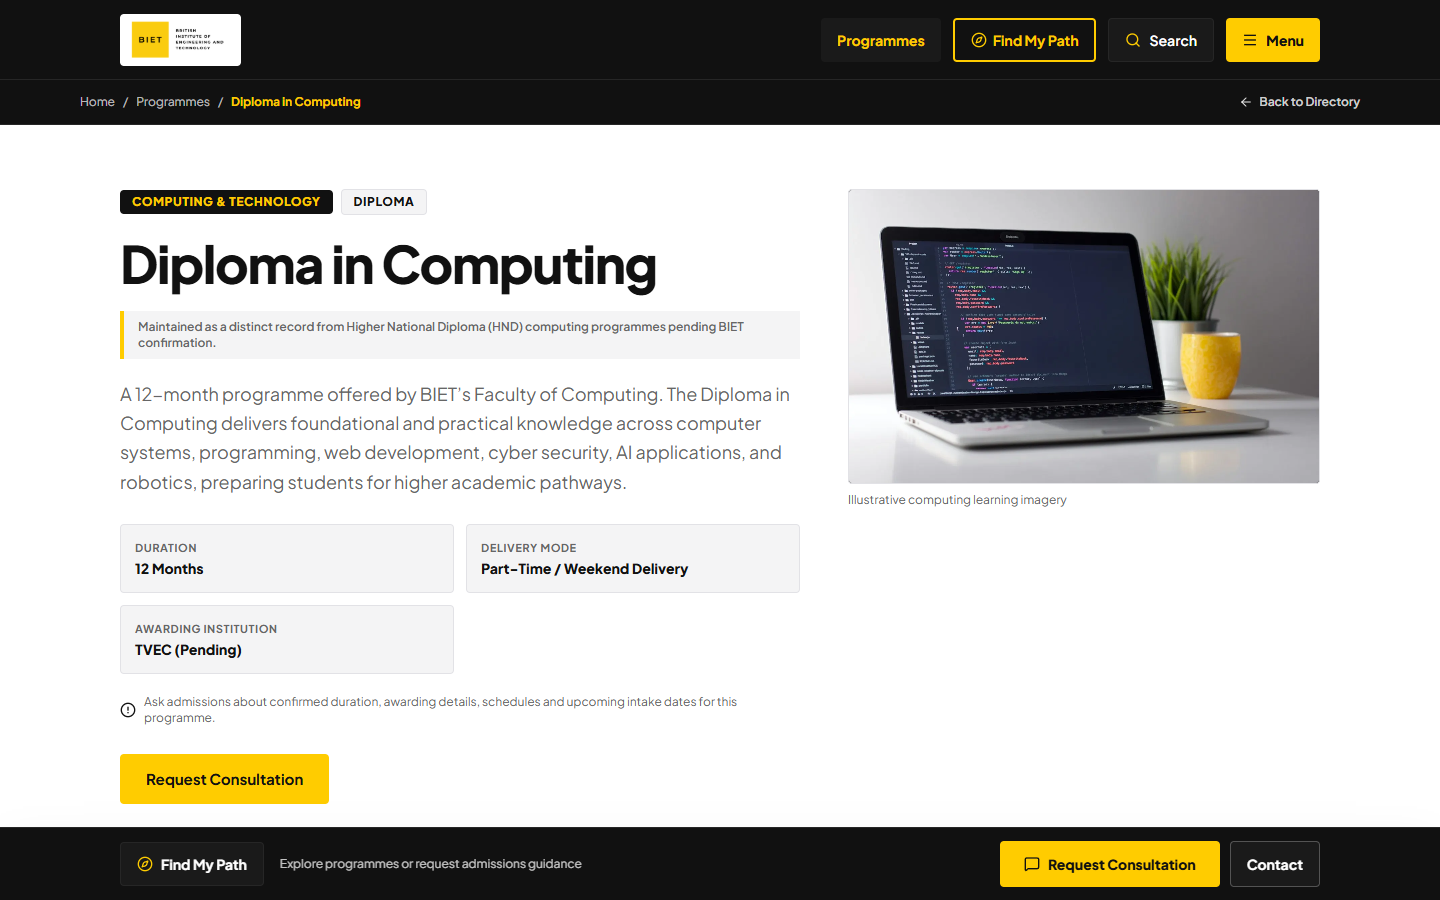 BIET
BRITISH
INSTITUTE OF
ENGINEERING AND
TECHNOLOGY
Programmes
Find My Path
Search
Menu
Home / Programmes / Diploma in Computing
Back to Directory
COMPUTING & TECHNOLOGY
DIPLOMA
Diploma in Computing
Maintained as a distinct record from Higher National Diploma (HND) computing programmes pending BIET
confirmation.
A 12-month programme offered by BIET's Faculty of Computing. The Diploma in
Computing delivers foundational and practical knowledge across computer
systems, programming, web development, cyber security, AI applications, and
robotics, preparing students for higher academic pathways.
Illustrative computing learning imagery
DURATION
12 Months
DELIVERY MODE
Part-Time / Weekend Delivery
AWARDING INSTITUTION
TVEC (Pending)
Ask admissions about confirmed duration, awarding details, schedules and upcoming intake dates for this
programme.
Request Consultation
Find My Path
Explore programmes or request admissions guidance
Request Consultation
Contact